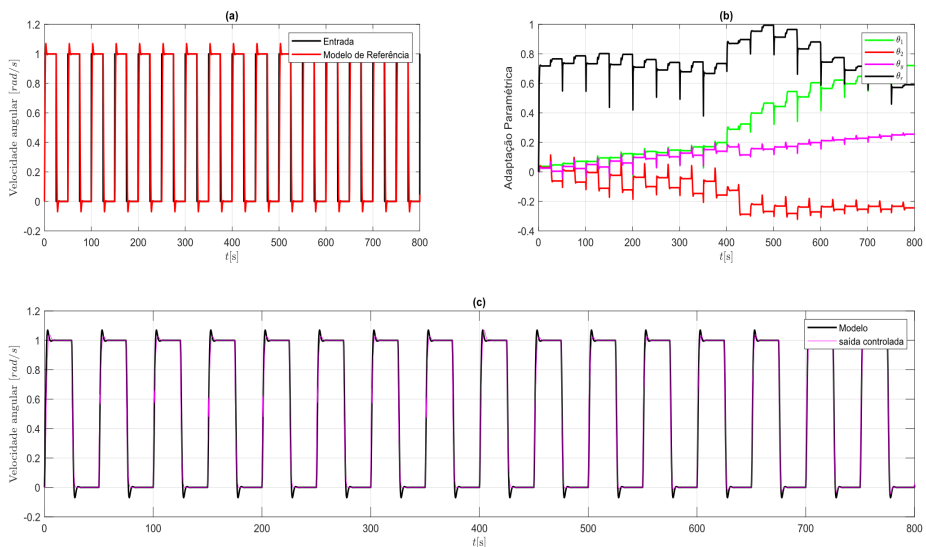 (a)
Velocidade angular [rad/s]
1.2
1
0.8
0.6
0.4
0.2
0
-0.2
0 100 200 300 400 500 600 700 800
t[s]
Entrada
Modelo de Referência
(b)
Adaptação Paramétrica
1
0.8
0.6
0.4
0.2
0
-0.2
-0.4
0 100 200 300 400 500 600 700 800
t[s]
θ₁
θ₂
θᵧ
θᵣ
(c)
Velocidade angular [rad/s]
1.2
1
0.8
0.6
0.4
0.2
0
-0.2
0 100 200 300 400 500 600 700 800
t[s]
Modelo
saída controlada